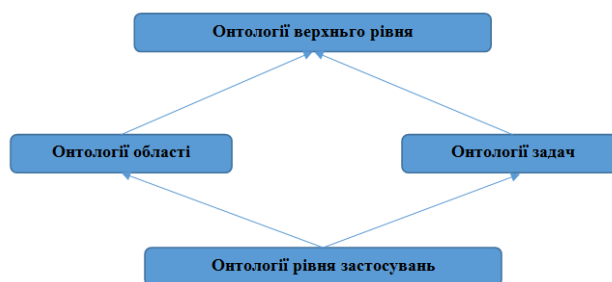 Онтології верхнього рівня
Онтології області
Онтології задач
Онтології рівня застосувань